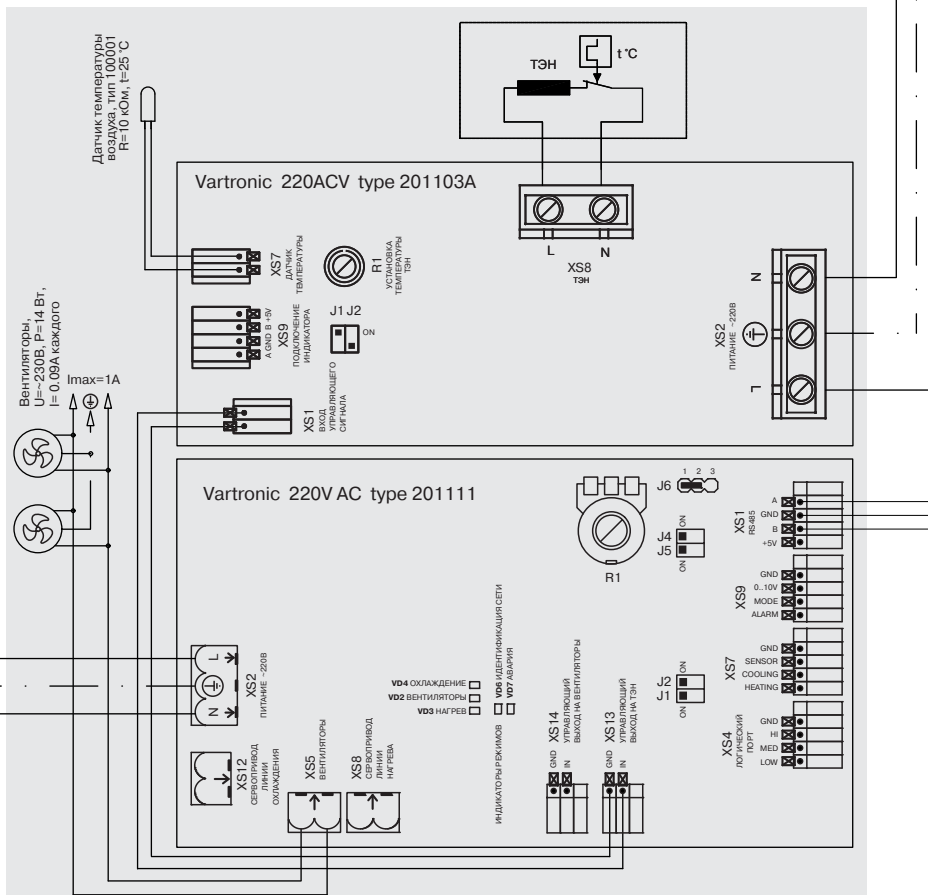 Датчик температуры
воздуха, тип 100001
R=10 кОм, t=25 °C
ТЭН
t °C
Vartronic 220ACV type 201103A
L
N
XS8
ТЭН
XS7
ДАТЧИК
ТЕМПЕРАТУРЫ
R1
УСТАНОВКА
ТЕМПЕРАТУРЫ
ТЭН
A GND B +5V
XS9
ПОДКЛЮЧЕНИЕ
ИНДИКАТОРА
J1 J2
ON
XS1
ВХОД
УПРАВЛЯЮЩЕГО
СИГНАЛА
XS2
ПИТАНИЕ ~220В
N
L
Вентиляторы,
U=~230В, P=14 Вт,
I= 0.09А каждого
Imax=1A
Vartronic 220V AC type 201111
R1
J6
1 2 3
J4
J5
ON
ON
XS1
RS485
A
GND
B
+5V
XS9
GND
0...10V
MODE
ALARM
XS7
GND
SENSOR
COOLING
HEATING
XS4
ЛОГИЧЕСКИЙ
ПОРТ
GND
HI
MED
LOW
J2
J1
ON
ON
L
N
XS2
ПИТАНИЕ ~220В
VD4 ОХЛАЖДЕНИЕ
VD2 ВЕНТИЛЯТОРЫ
VD3 НАГРЕВ
VD6 ИДЕНТИФИКАЦИЯ СЕТИ
VD7 АВАРИЯ
ИНДИКАТОРЫ РЕЖИМОВ
XS12
СЕРВОПРИВОД
ЛИНИИ
ОХЛАЖДЕНИЯ
XS5
ВЕНТИЛЯТОРЫ
XS8
СЕРВОПРИВОД
ЛИНИИ
НАГРЕВА
GND
IN
XS14
УПРАВЛЯЮЩИЙ
ВЫХОД НА ВЕНТИЛЯТОРЫ
GND
IN
XS13
УПРАВЛЯЮЩИЙ
ВЫХОД НА ТЭН